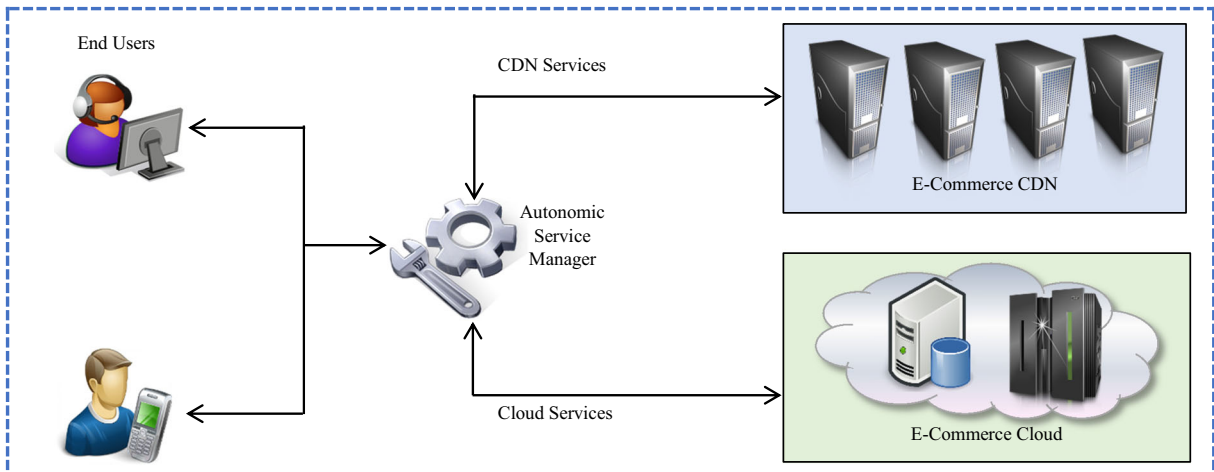 End Users
CDN Services
E-Commerce CDN
Autonomic
Service
Manager
Cloud Services
E-Commerce Cloud